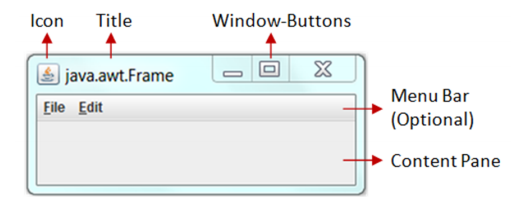 Icon Title Window-Buttons
java.awt.Frame
File Edit
Menu Bar
(Optional)
Content Pane